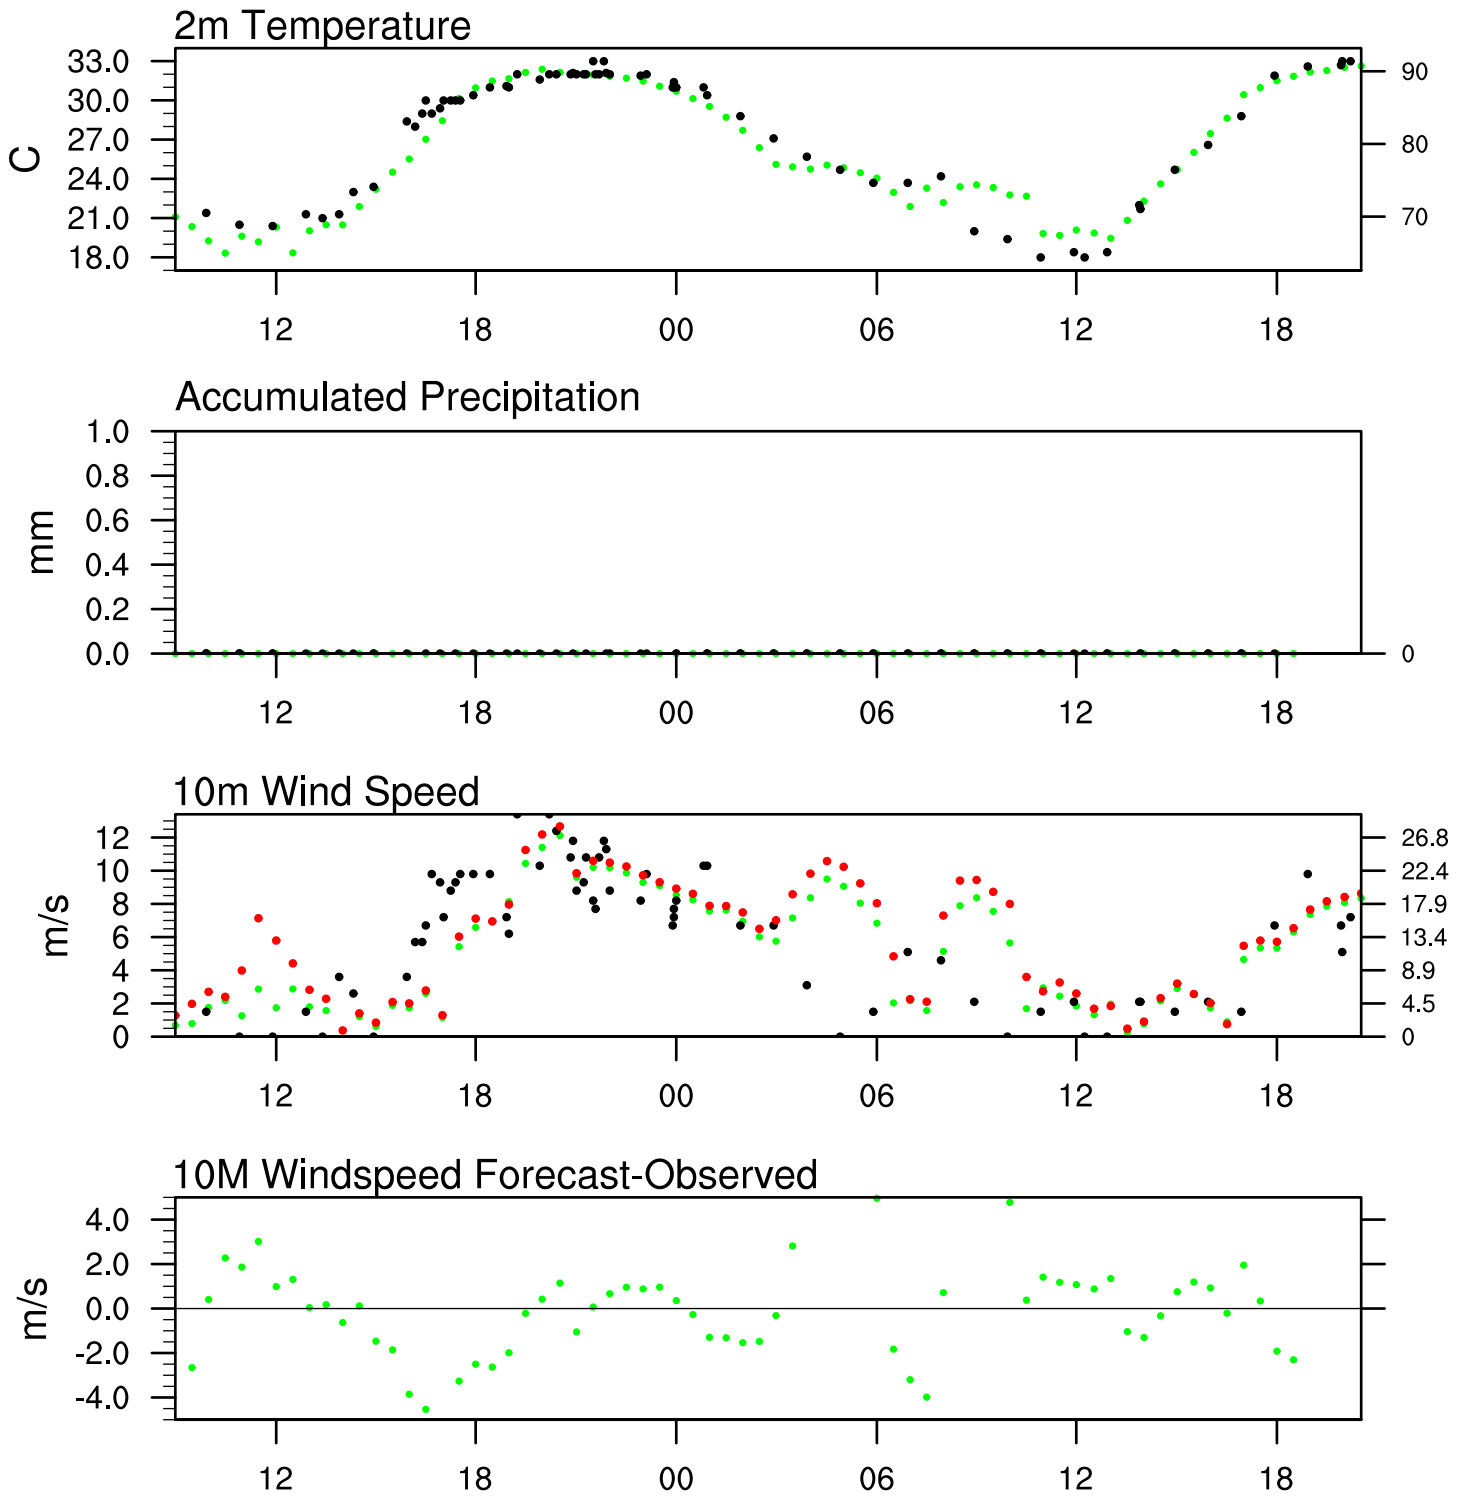 2m Temperature
33.0
30.0
27.0
24.0
21.0
18.0
C
90
80
70
12 18 00 06 12 18
Accumulated Precipitation
1.0
0.8
0.6
0.4
0.2
0.0
mm
0
12 18 00 06 12 18
10m Wind Speed
12
10
8
6
4
2
0
m/s
26.8
22.4
17.9
13.4
8.9
4.5
0
12 18 00 06 12 18
10M Windspeed Forecast-Observed
4.0
2.0
0.0
-2.0
-4.0
m/s
12 18 00 06 12 18